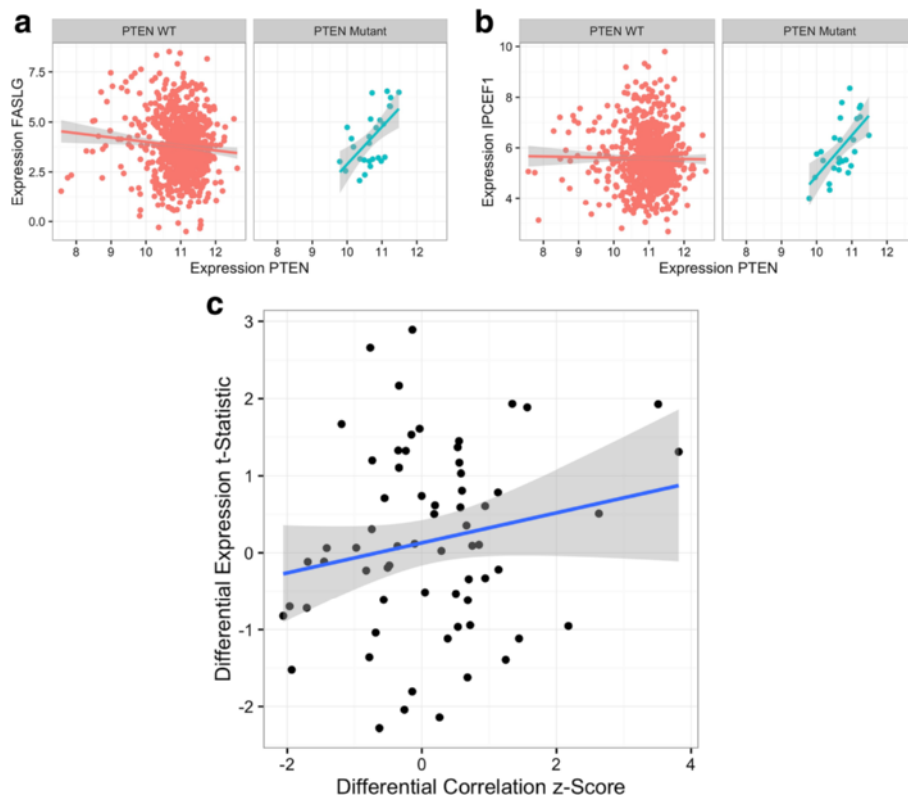 a
b
PTEN WT PTEN Mutant
PTEN WT PTEN Mutant
Expression FASLG
7.5
5.0
2.5
0.0
8 9 10 11 12 8 9 10 11 12
Expression PTEN
Expression IPCEF1
10
8
6
4
8 9 10 11 12 8 9 10 11 12
Expression PTEN
c
Differential Expression t-Statistic
3
2
1
0
-1
-2
-2 0 2 4
Differential Correlation z-Score